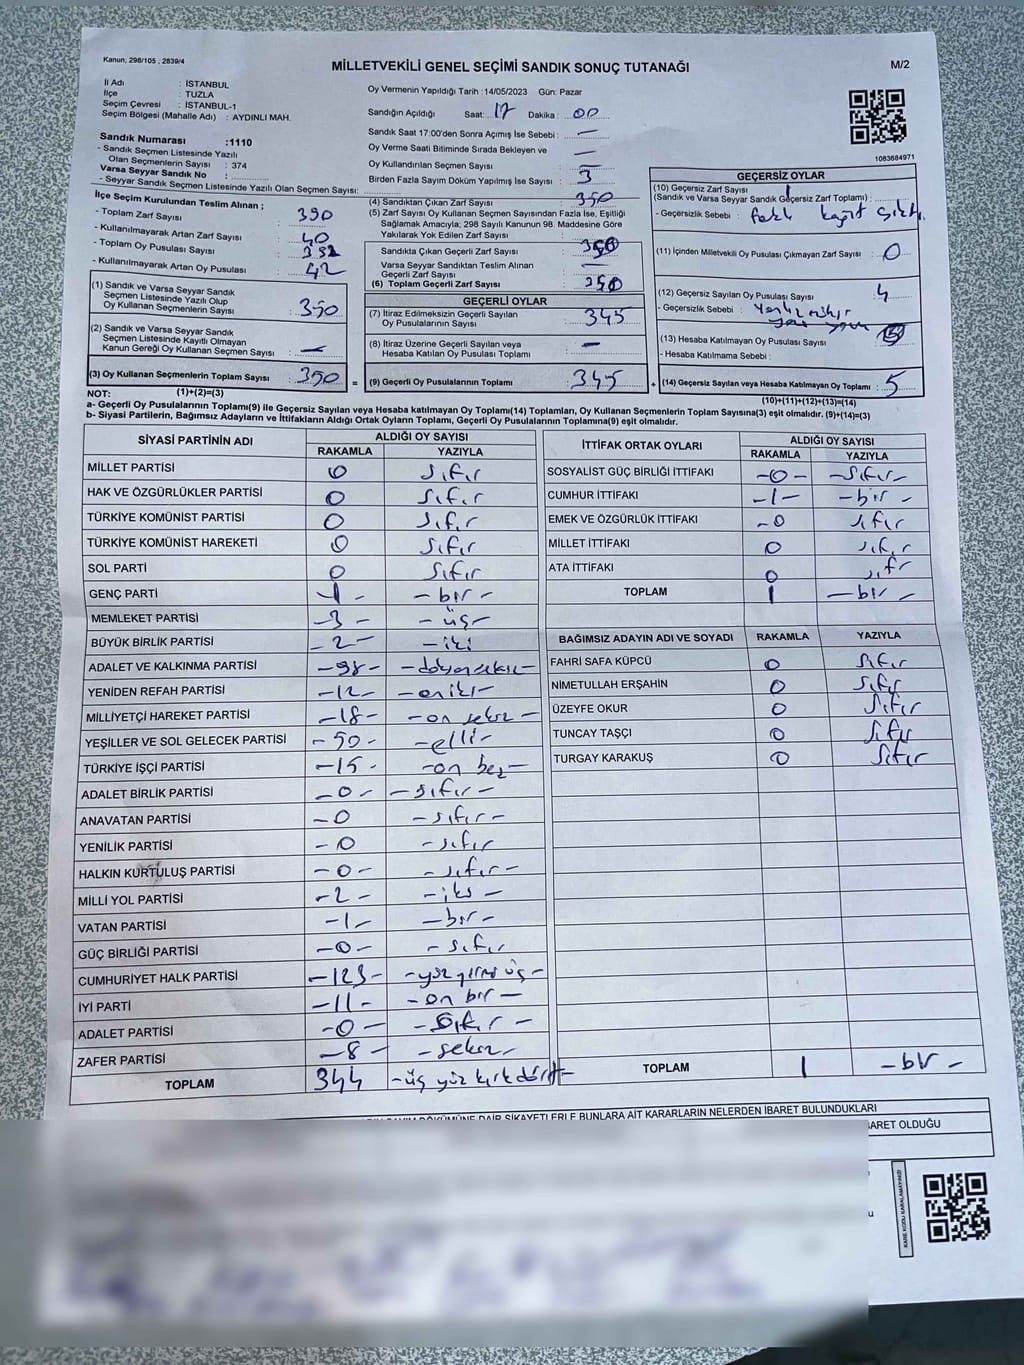 Kanun; 298/105 , 2839/4
MİLLETVEKİLİ GENEL SEÇİMİ SANDIK SONUÇ TUTANAĞI
M/2
İl Adı : İSTANBUL
İlçe : TUZLA
Seçim Çevresi : İSTANBUL-1
Seçim Bölgesi (Mahalle Adı) : AYDINLI MAH.
Sandık Numarası :1110
- Sandık Seçmen Listesinde Yazılı
Olan Seçmenlerin Sayısı : 374
Varsa Seyyar Sandık No :
- Seyyar Sandık Seçmen Listesinde Yazılı Olan Seçmen Sayısı:
Oy Vermenin Yapıldığı Tarih :14/05/2023 Gün: Pazar
Sandığın Açıldığı Saat: 17 Dakika: 00
Sandık Saat 17:00'den Sonra Açımış İse Sebebi : —
Oy Verme Saati Bitiminde Sırada Bekleyen ve
Oy Kullandırılan Seçmen Sayısı : —
Birden Fazla Sayım Döküm Yapılmış İse Sayısı : 3
1083684971
İlçe Seçim Kurulundan Teslim Alınan ;
- Toplam Zarf Sayısı : 390
- Kullanılmayarak Artan Zarf Sayısı : 40
- Toplam Oy Pusulası Sayısı : 392
- Kullanılmayarak Artan Oy Pusulası : 42
(4) Sandıktan Çıkan Zarf Sayısı : 350
(5) Zarf Sayısı Oy Kullanan Seçmen Sayısından Fazla İse, Eşitliği
Sağlamak Amacıyla; 298 Sayılı Kanunun 98. Maddesine Göre
Yakılarak Yok Edilen Zarf Sayısı :
Sandıkta Çıkan Geçerli Zarf Sayısı : 350
Varsa Seyyar Sandıktan Teslim Alınan
Geçerli Zarf Sayısı :
(6) Toplam Geçerli Zarf Sayısı : 350
GEÇERSİZ OYLAR
(10) Geçersiz Zarf Sayısı : 1
(Sandık ve Varsa Seyyar Sandık Geçersiz Zarf Toplamı) :
- Geçersizlik Sebebi : kağıt
(11) İçinden Milletvekili Oy Pusulası Çıkmayan Zarf Sayısı : 0
(12) Geçersiz Sayılan Oy Pusulası Sayısı : 4
- Geçersizlik Sebebi :
(13) Hesaba Katılmayan Oy Pusulası Sayısı :
- Hesaba Katılmama Sebebi :
(14) Geçersiz Sayılan veya Hesaba Katılmayan Oy Toplamı : 5
(10)+(11)+(12)+(13)=(14)
(1) Sandık ve Varsa Seyyar Sandık
Seçmen Listesinde Yazılı Olup
Oy Kullanan Seçmenlerin Sayısı : 350
(2) Sandık ve Varsa Seyyar Sandık
Seçmen Listesinde Kayıtlı Olmayan
Kanun Gereği Oy Kullanan Seçmen Sayısı : —
(3) Oy Kullanan Seçmenlerin Toplam Sayısı : 350
(1)+(2)=(3)
GEÇERLİ OYLAR
(7) İtiraz Edilmeksizin Geçerli Sayılan
Oy Pusulalarının Sayısı : 345
(8) İtiraz Üzerine Geçerli Sayılan veya
Hesaba Katılan Oy Pusulası Toplamı : —
(9) Geçerli Oy Pusulalarının Toplamı : 345
NOT:
a- Geçerli Oy Pusulalarının Toplamı(9) ile Geçersiz Sayılan veya Hesaba katılmayan Oy Toplamı(14) Toplamları, Oy Kullanan Seçmenlerin Toplam Sayısına(3) eşit olmalıdır. (9)+(14)=(3)
b- Siyasi Partilerin, Bağımsız Adayların ve İttifakların Aldığı Ortak Oyların Toplamı, Geçerli Oy Pusulalarının Toplamına(9) eşit olmalıdır.
SİYASİ PARTİNİN ADI ALDIĞI OY SAYISI
RAKAMLA YAZIYLA
MİLLET PARTİSİ 0 sıfır
HAK VE ÖZGÜRLÜKLER PARTİSİ 0 sıfır
TÜRKİYE KOMÜNİST PARTİSİ 0 sıfır
TÜRKİYE KOMÜNİST HAREKETİ 0 sıfır
SOL PARTİ 0 sıfır
GENÇ PARTİ 1 - - bir -
MEMLEKET PARTİSİ -3 - - üç -
BÜYÜK BİRLİK PARTİSİ -2 - - iki
ADALET VE KALKINMA PARTİSİ -98- -doksansekiz-
YENİDEN REFAH PARTİSİ -12- -oniki-
MİLLİYETÇİ HAREKET PARTİSİ -18- -on sekiz -
YEŞİLLER VE SOL GELECEK PARTİSİ -50- -elli-
TÜRKİYE İŞÇİ PARTİSİ -15- -on beş-
ADALET BİRLİK PARTİSİ -0- -sıfır-
ANAVATAN PARTİSİ -0 -sıfır-
YENİLİK PARTİSİ -0 -sıfır
HALKIN KURTULUŞ PARTİSİ -0- -sıfır-
MİLLİ YOL PARTİSİ -2- -iki -
VATAN PARTİSİ -1- -bir-
GÜÇ BİRLİĞİ PARTİSİ -0- -sıfır
CUMHURİYET HALK PARTİSİ -123- -yüz yirmi üç-
İYİ PARTİ -11- -on bir-
ADALET PARTİSİ -0- -sıfır-
ZAFER PARTİSİ -8- -sekiz-
TOPLAM 344 -üç yüz kırk dört-
İTTİFAK ORTAK OYLARI ALDIĞI OY SAYISI
RAKAMLA YAZIYLA
SOSYALİST GÜÇ BİRLİĞİ İTTİFAKI -0- -sıfır-
CUMHUR İTTİFAKI -1- -bir -
EMEK VE ÖZGÜRLÜK İTTİFAKI -0 sıfır
MİLLET İTTİFAKI 0 sıfır
ATA İTTİFAKI 0 sıfır
TOPLAM 1 -bir -
BAĞIMSIZ ADAYIN ADI VE SOYADI RAKAMLA YAZIYLA
FAHRİ SAFA KÜPCÜ 0 sıfır
NİMETULLAH ERŞAHİN 0 sıfır
ÜZEYFE OKUR 0 sıfır
TUNCAY TAŞÇI 0 sıfır
TURGAY KARAKUŞ 0 sıfır
TOPLAM 1 -bir -
DÖKÜMÜNE DAİR ŞİKAYETLERLE BUNLARA AİT KARARLARIN NELERDEN İBARET BULUNDUKLARI
BARET OLDUĞU
KARE KODU KARALAMAYINIZ!